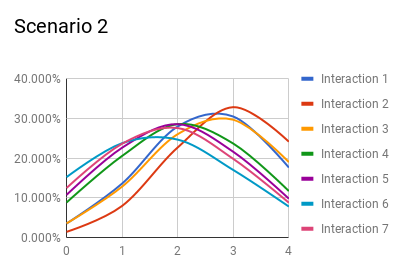 Scenario 2
40.000%
30.000%
20.000%
10.000%
0.000%
0 1 2 3 4
Interaction 1
Interaction 2
Interaction 3
Interaction 4
Interaction 5
Interaction 6
Interaction 7